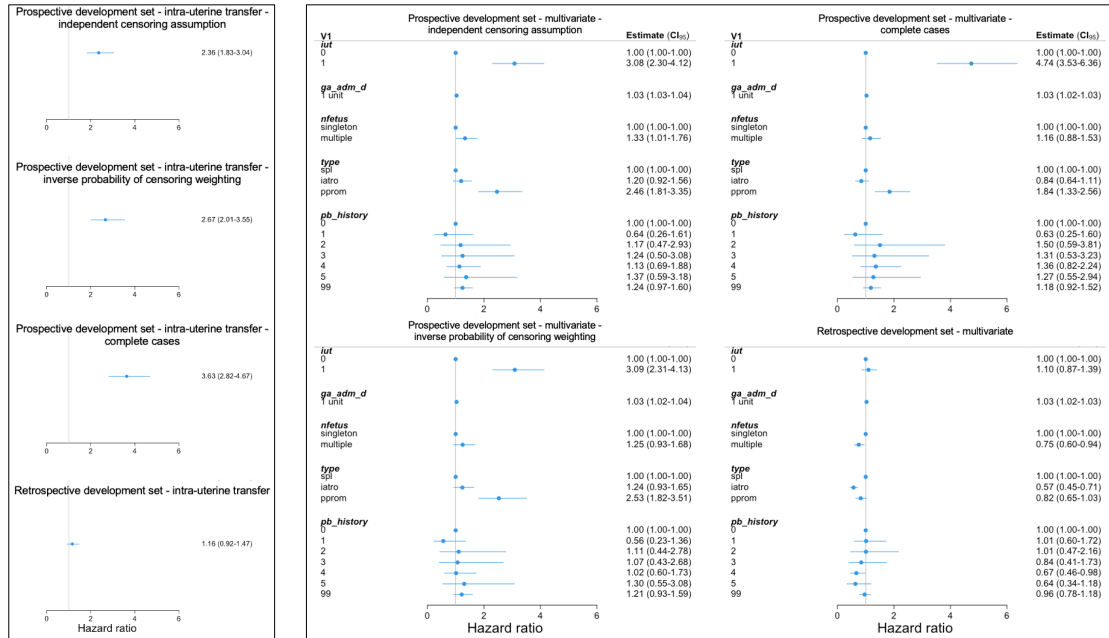 Prospective development set - intra-uterine transfer -
independent censoring assumption
2.36 (1.83-3.04)
0 2 4 6
Prospective development set - intra-uterine transfer -
inverse probability of censoring weighting
2.67 (2.01-3.55)
0 2 4 6
Prospective development set - intra-uterine transfer -
complete cases
3.63 (2.82-4.67)
0 2 4 6
Retrospective development set - intra-uterine transfer
1.16 (0.92-1.47)
0 2 4 6
Hazard ratio
Prospective development set - multivariate -
independent censoring assumption
V1 Estimate (CI95)
iut
0 1.00 (1.00-1.00)
1 3.08 (2.30-4.12)
ga_adm_d
1 unit 1.03 (1.03-1.04)
nfetus
singleton 1.00 (1.00-1.00)
multiple 1.33 (1.01-1.76)
type
spl 1.00 (1.00-1.00)
iatro 1.20 (0.92-1.56)
pprom 2.46 (1.81-3.35)
pb_history
0 1.00 (1.00-1.00)
1 0.64 (0.26-1.61)
2 1.17 (0.47-2.93)
3 1.24 (0.50-3.08)
4 1.13 (0.69-1.88)
5 1.37 (0.59-3.18)
99 1.24 (0.97-1.60)
0 2 4 6
Prospective development set - multivariate -
complete cases
V1 Estimate (CI95)
iut
0 1.00 (1.00-1.00)
1 4.74 (3.53-6.36)
ga_adm_d
1 unit 1.03 (1.02-1.03)
nfetus
singleton 1.00 (1.00-1.00)
multiple 1.16 (0.88-1.53)
type
spl 1.00 (1.00-1.00)
iatro 0.84 (0.64-1.11)
pprom 1.84 (1.33-2.56)
pb_history
0 1.00 (1.00-1.00)
1 0.63 (0.25-1.60)
2 1.50 (0.59-3.81)
3 1.31 (0.53-3.23)
4 1.36 (0.82-2.24)
5 1.27 (0.55-2.94)
99 1.18 (0.92-1.52)
0 2 4 6
Prospective development set - multivariate -
inverse probability of censoring weighting
iut
0 1.00 (1.00-1.00)
1 3.09 (2.31-4.13)
ga_adm_d
1 unit 1.03 (1.02-1.04)
nfetus
singleton 1.00 (1.00-1.00)
multiple 1.25 (0.93-1.68)
type
spl 1.00 (1.00-1.00)
iatro 1.24 (0.93-1.65)
pprom 2.53 (1.82-3.51)
pb_history
0 1.00 (1.00-1.00)
1 0.56 (0.23-1.36)
2 1.11 (0.44-2.78)
3 1.07 (0.43-2.68)
4 1.02 (0.60-1.73)
5 1.30 (0.55-3.08)
99 1.21 (0.93-1.59)
0 2 4 6
Hazard ratio
Retrospective development set - multivariate
iut
0 1.00 (1.00-1.00)
1 1.10 (0.87-1.39)
ga_adm_d
1 unit 1.03 (1.02-1.03)
nfetus
singleton 1.00 (1.00-1.00)
multiple 0.75 (0.60-0.94)
type
spl 1.00 (1.00-1.00)
iatro 0.57 (0.45-0.71)
pprom 0.82 (0.65-1.03)
pb_history
0 1.00 (1.00-1.00)
1 1.01 (0.60-1.72)
2 1.01 (0.47-2.16)
3 0.84 (0.41-1.73)
4 0.67 (0.46-0.98)
5 0.64 (0.34-1.18)
99 0.96 (0.78-1.18)
0 2 4 6
Hazard ratio